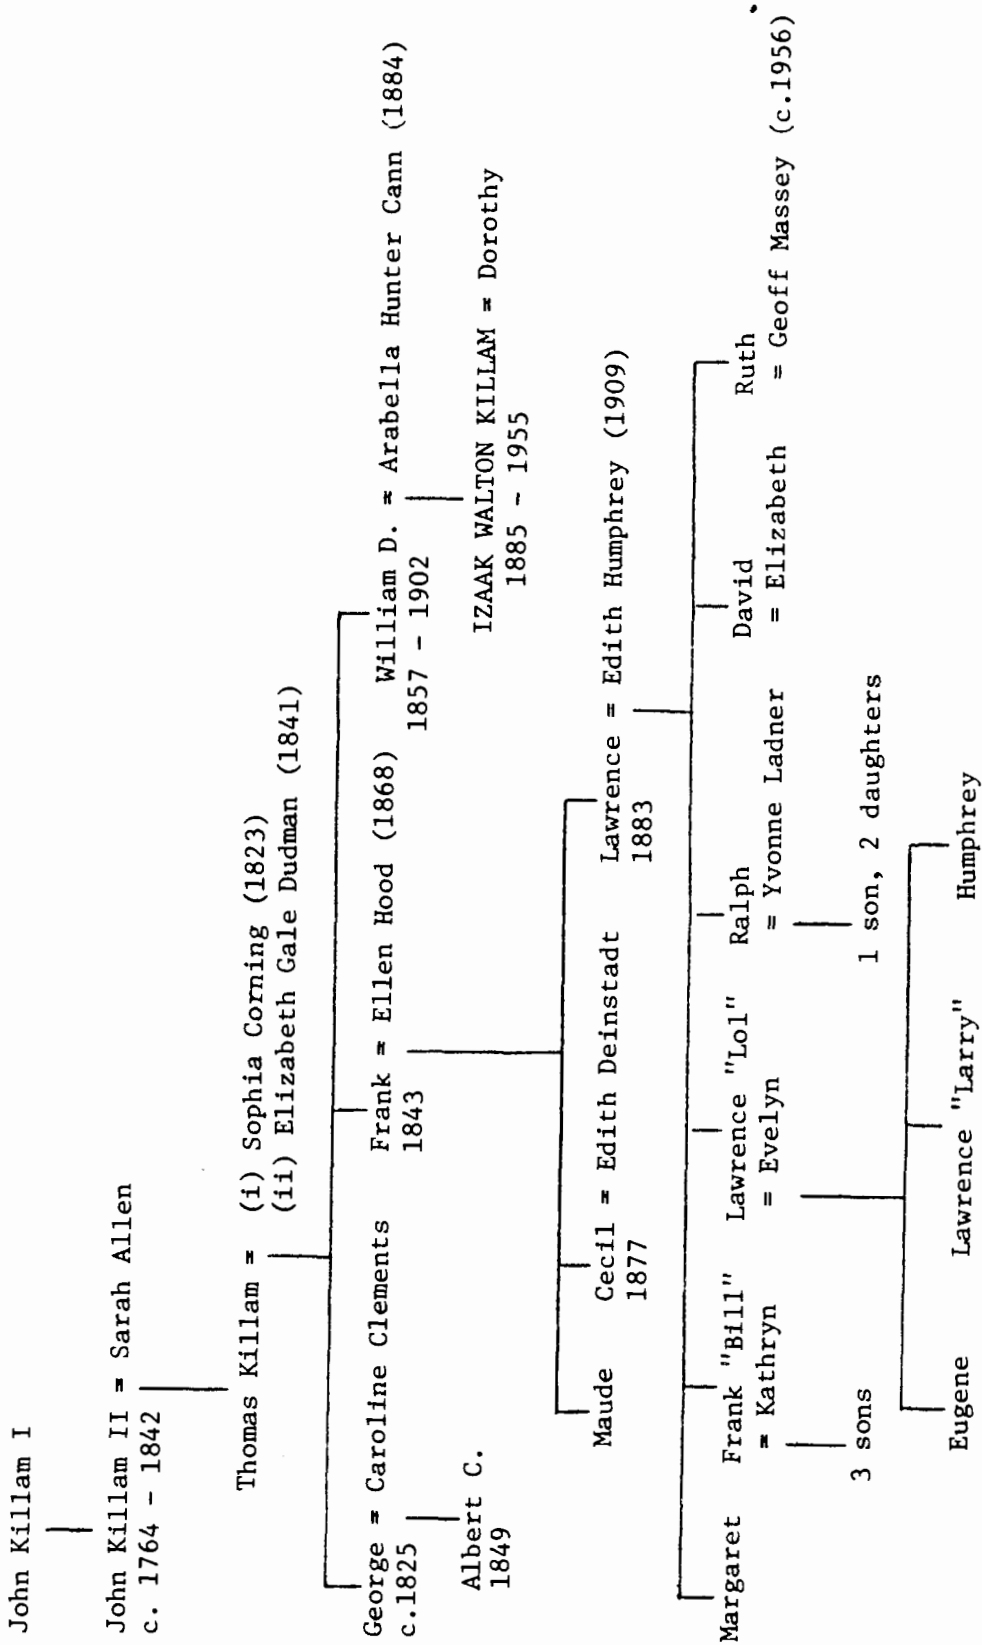 John Killam I
John Killam II = Sarah Allen
c. 1764 - 1842
Thomas Killam = (i) Sophia Corning (1823)
(ii) Elizabeth Gale Dudman (1841)
George = Caroline Clements
c.1825
Frank = Ellen Hood (1868)
1843
William D. = Arabella Hunter Cann (1884)
1857 - 1902
Albert C.
1849
IZAAK WALTON KILLAM = Dorothy
1885 - 1955
Maude
Cecil = Edith Deinstadt
1877
Lawrence = Edith Humphrey (1909)
1883
Margaret
Frank "Bill"
= Kathryn
Lawrence "Lol"
= Evelyn
Ralph
= Yvonne Ladner
David
= Elizabeth
Ruth
= Geoff Massey (c.1956)
3 sons
1 son, 2 daughters
Eugene
Lawrence "Larry"
Humphrey